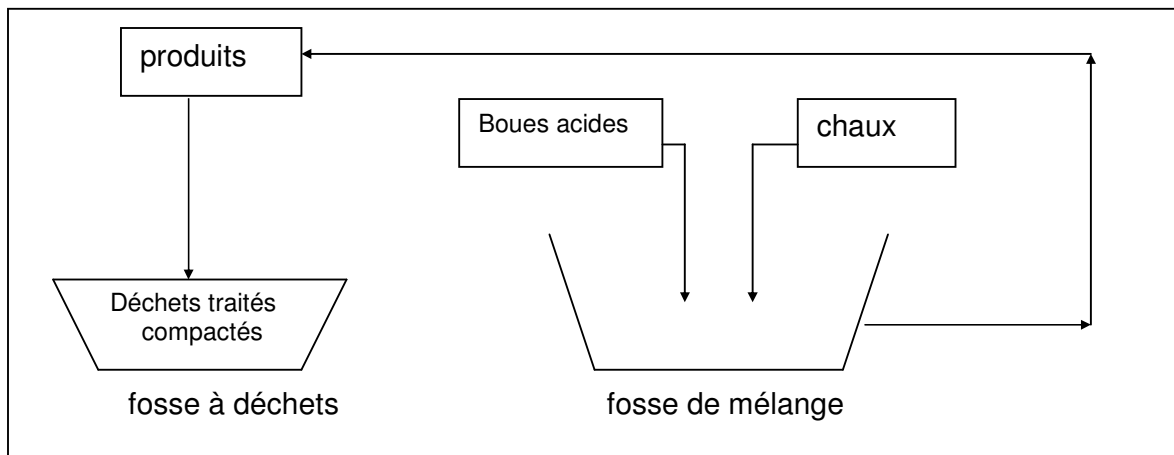 produits
Boues acides
chaux
Déchets traités
compactés
fosse à déchets
fosse de mélange